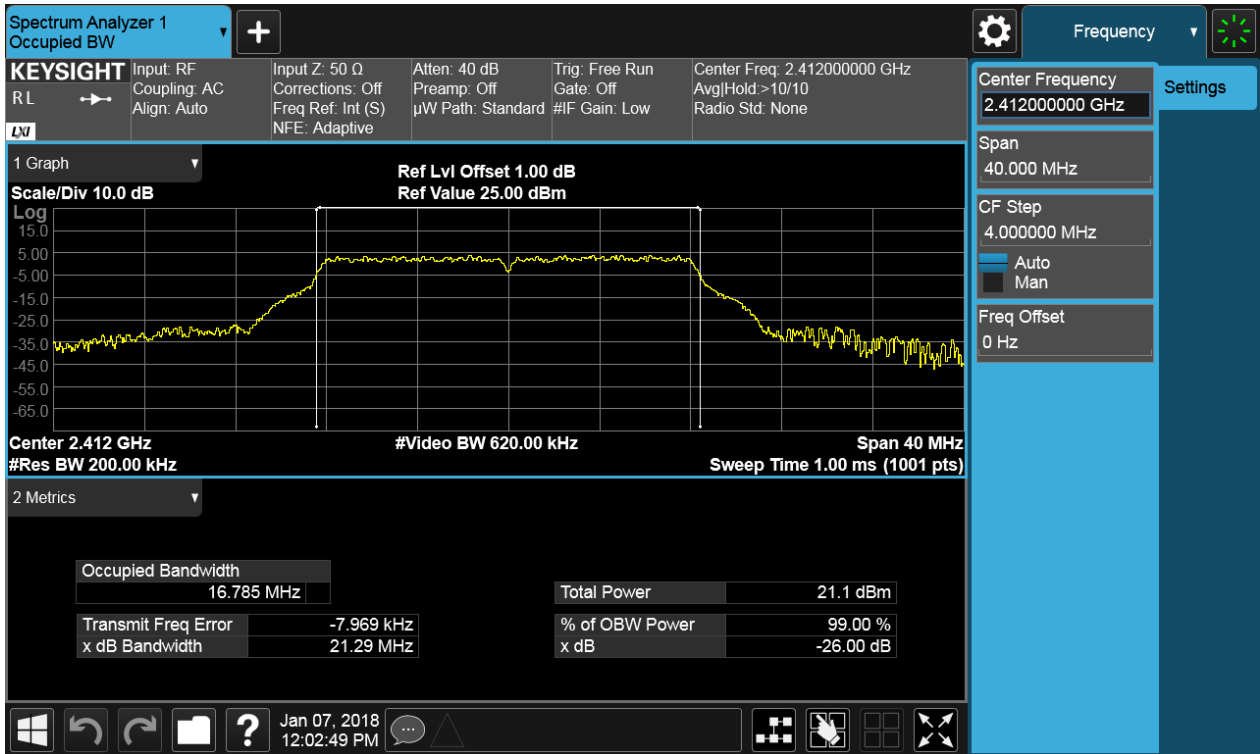 Spectrum Analyzer 1
Occupied BW
Frequency
KEYSIGHT
R L
LXI
Input: RF
Coupling: AC
Align: Auto
Input Z: 50 Ω
Corrections: Off
Freq Ref: Int (S)
NFE: Adaptive
Atten: 40 dB
Preamp: Off
µW Path: Standard
Trig: Free Run
Gate: Off
#IF Gain: Low
Center Freq: 2.412000000 GHz
Avg|Hold:>10/10
Radio Std: None
1 Graph
Scale/Div 10.0 dB
Ref Lvl Offset 1.00 dB
Ref Value 25.00 dBm
Log
15.0
5.00
-5.00
-15.0
-25.0
-35.0
-45.0
-55.0
-65.0
Center 2.412 GHz
#Video BW 620.00 kHz
Span 40 MHz
#Res BW 200.00 kHz
Sweep Time 1.00 ms (1001 pts)
2 Metrics
Occupied Bandwidth
16.785 MHz
Transmit Freq Error -7.969 kHz
x dB Bandwidth 21.29 MHz
Total Power 21.1 dBm
% of OBW Power 99.00 %
x dB -26.00 dB
Center Frequency
2.412000000 GHz
Span
40.000 MHz
CF Step
4.000000 MHz
Auto
Man
Freq Offset
0 Hz
Settings
?
Jan 07, 2018
12:02:49 PM